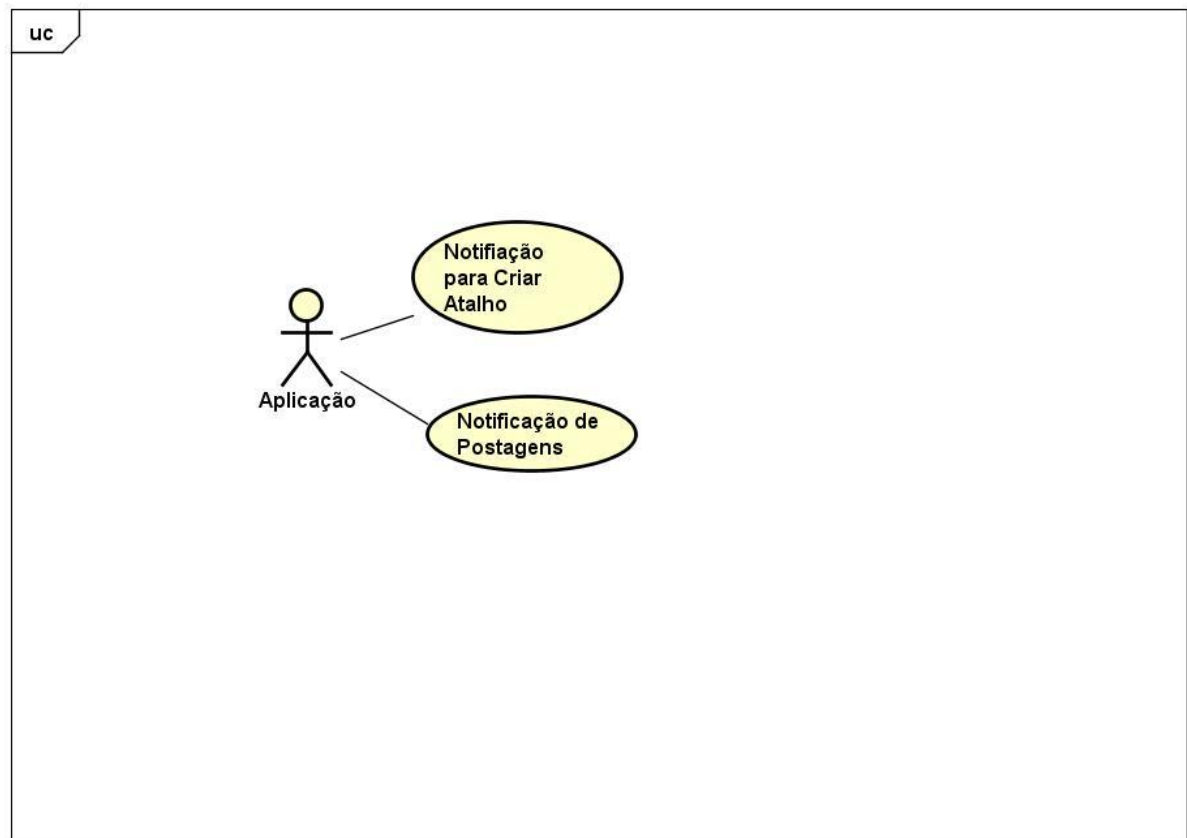 uc
Notifiação
para Criar
Atalho
Aplicação
Notificação de
Postagens